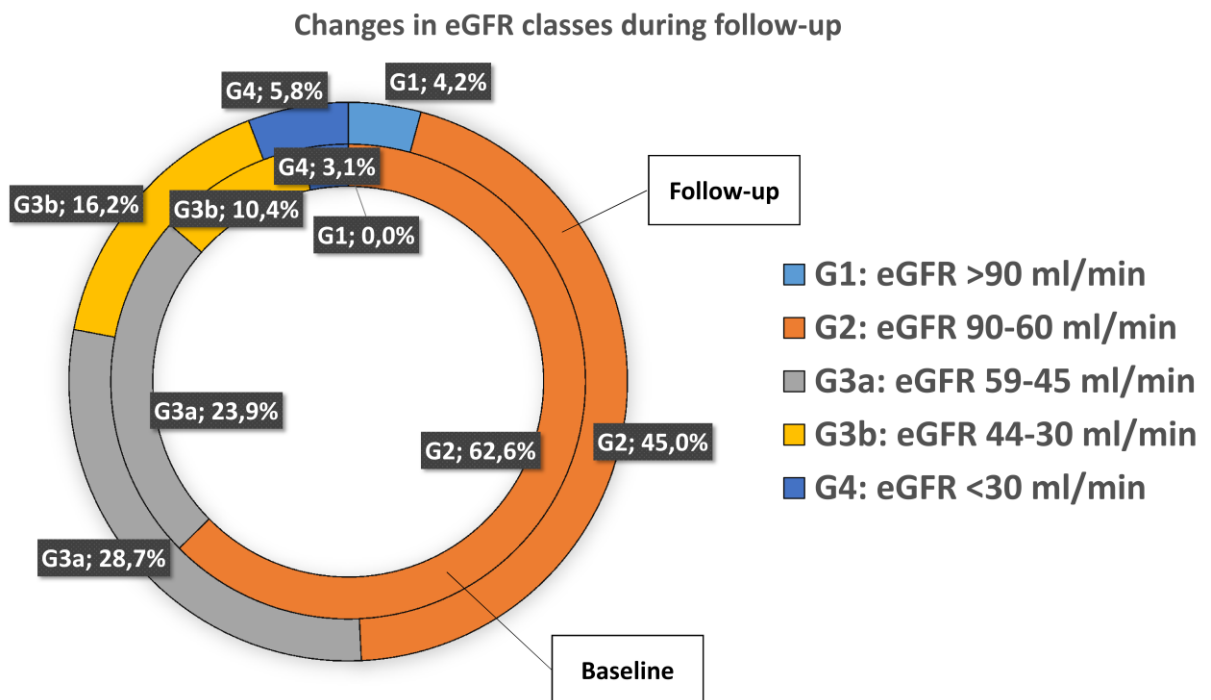 Changes in eGFR classes during follow-up
G4; 5,8%
G1; 4,2%
G4; 3,1%
Follow-up
G3b; 16,2%
G3b; 10,4%
G1; 0,0%
G1: eGFR >90 ml/min
G2: eGFR 90-60 ml/min
G3a: eGFR 59-45 ml/min
G3b: eGFR 44-30 ml/min
G4: eGFR <30 ml/min
G3a; 23,9%
G2; 62,6%
G2; 45,0%
G3a; 28,7%
Baseline